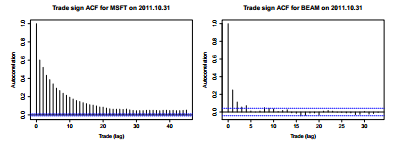 Trade sign ACF for MSFT on 2011.10.31
Autocorrelation
0.0 0.2 0.4 0.6 0.8 1.0
0 10 20 30 40
Trade (lag)
Trade sign ACF for BEAM on 2011.10.31
Autocorrelation
0.0 0.2 0.4 0.6 0.8 1.0
0 5 10 15 20 25 30
Trade (lag)